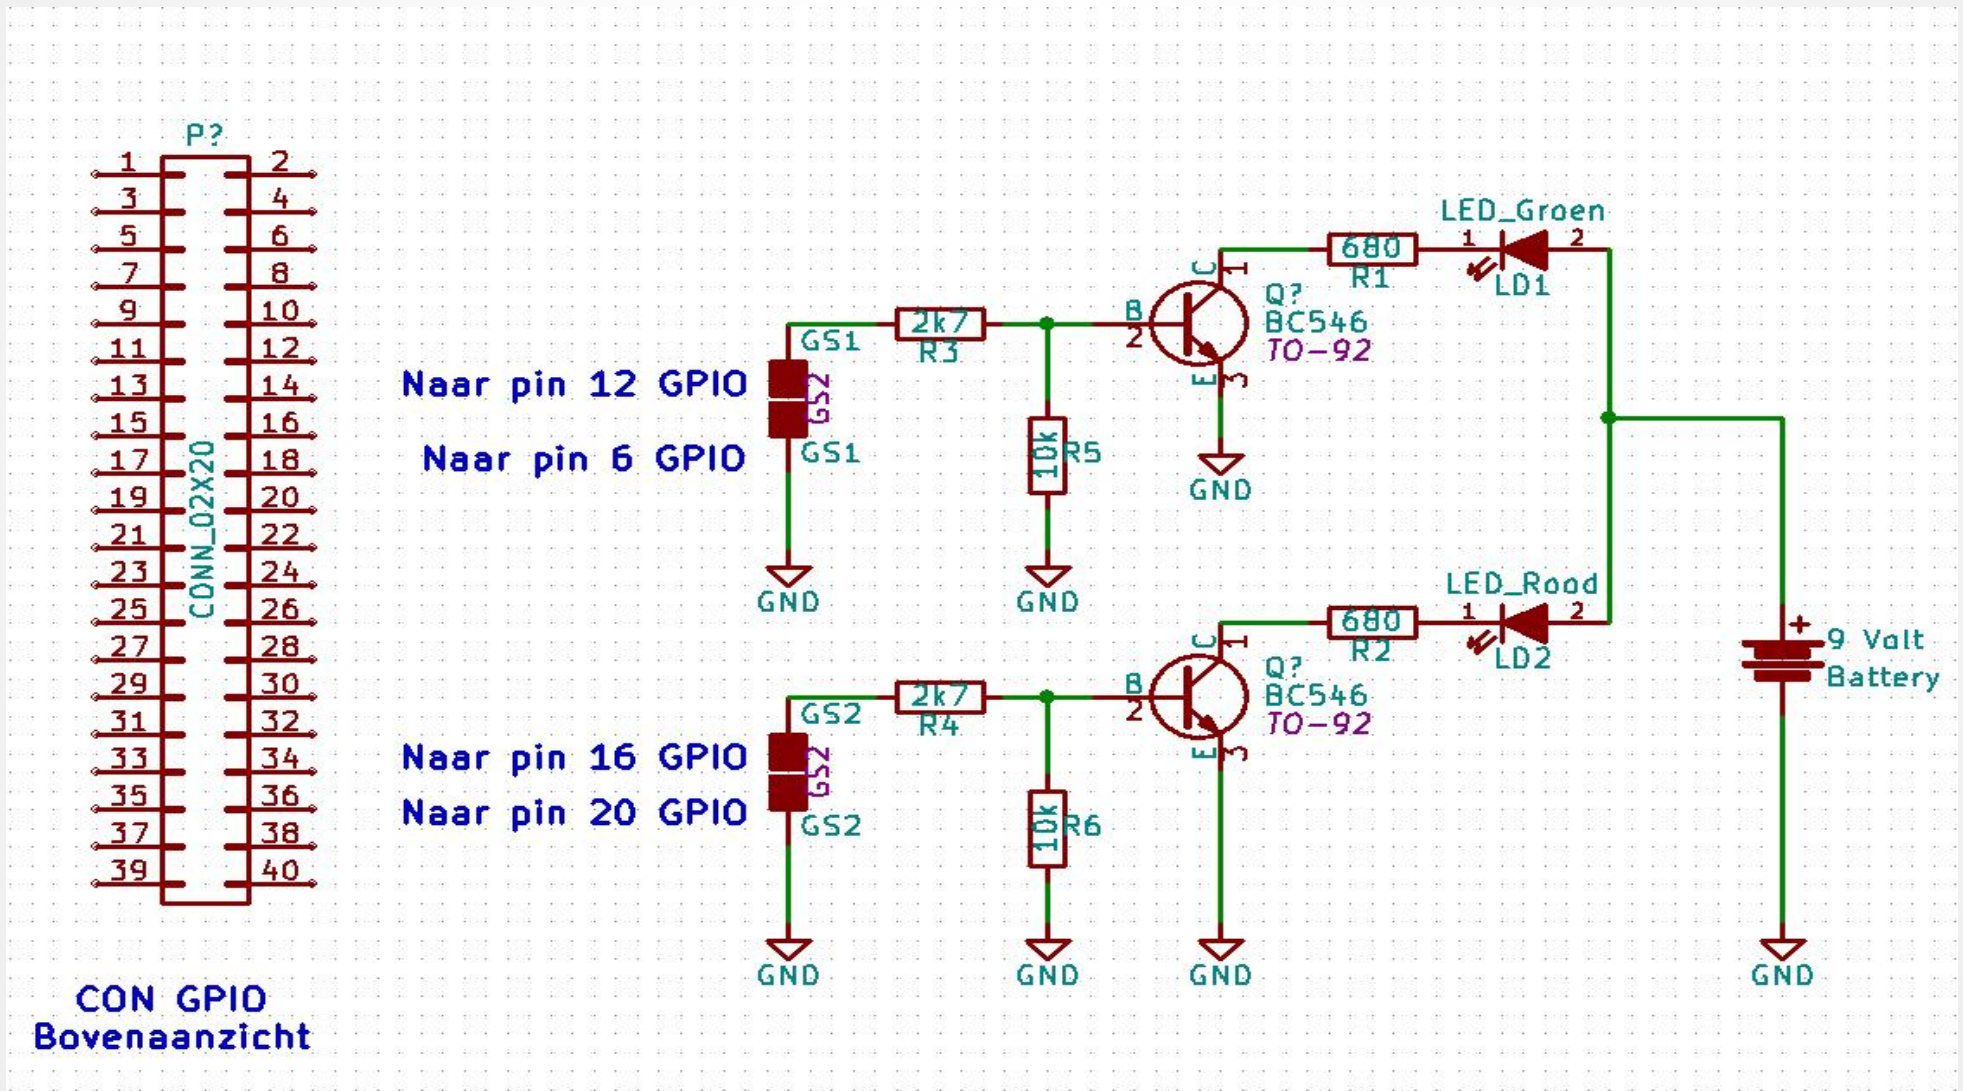 P?
1 2
3 4
5 6
7 8
9 10
11 12
13 14
15 16
17 18
19 20
21 22
23 24
25 26
27 28
29 30
31 32
33 34
35 36
37 38
39 40
CONN_02X20
CON GPIO
Bovenaanzicht
Naar pin 12 GPIO
Naar pin 6 GPIO
GS1
GS2
GS1
GND
2k7
R3
10k
R5
GND
B
2
C
1
E
3
Q?
BC546
TO-92
GND
680
R1
LED_Groen
1
2
LD1
Naar pin 16 GPIO
Naar pin 20 GPIO
GS2
GS2
GS2
GND
2k7
R4
10k
R6
GND
B
2
C
1
E
3
Q?
BC546
TO-92
GND
680
R2
LED_Rood
1
2
LD2
+
9 Volt
Battery
GND